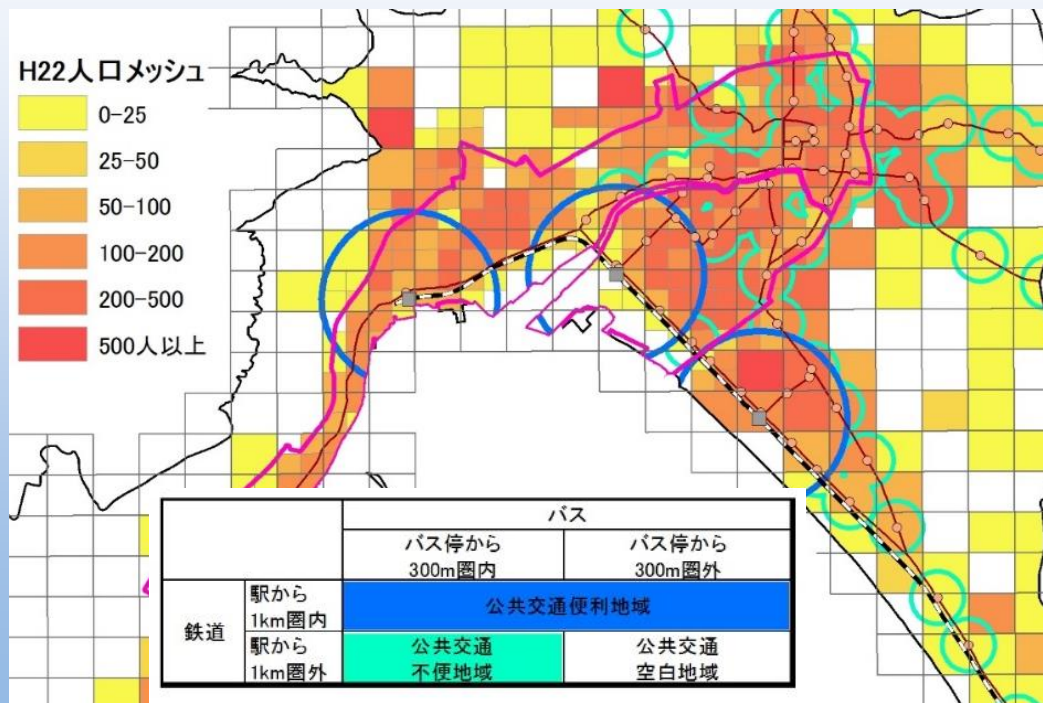 H22人口メッシュ
0-25
25-50
50-100
100-200
200-500
500人以上
バス
バス停から
300m圏内
バス停から
300m圏外
鉄道
駅から
1km圏内
公共交通便利地域
駅から
1km圏外
公共交通
不便地域
公共交通
空白地域